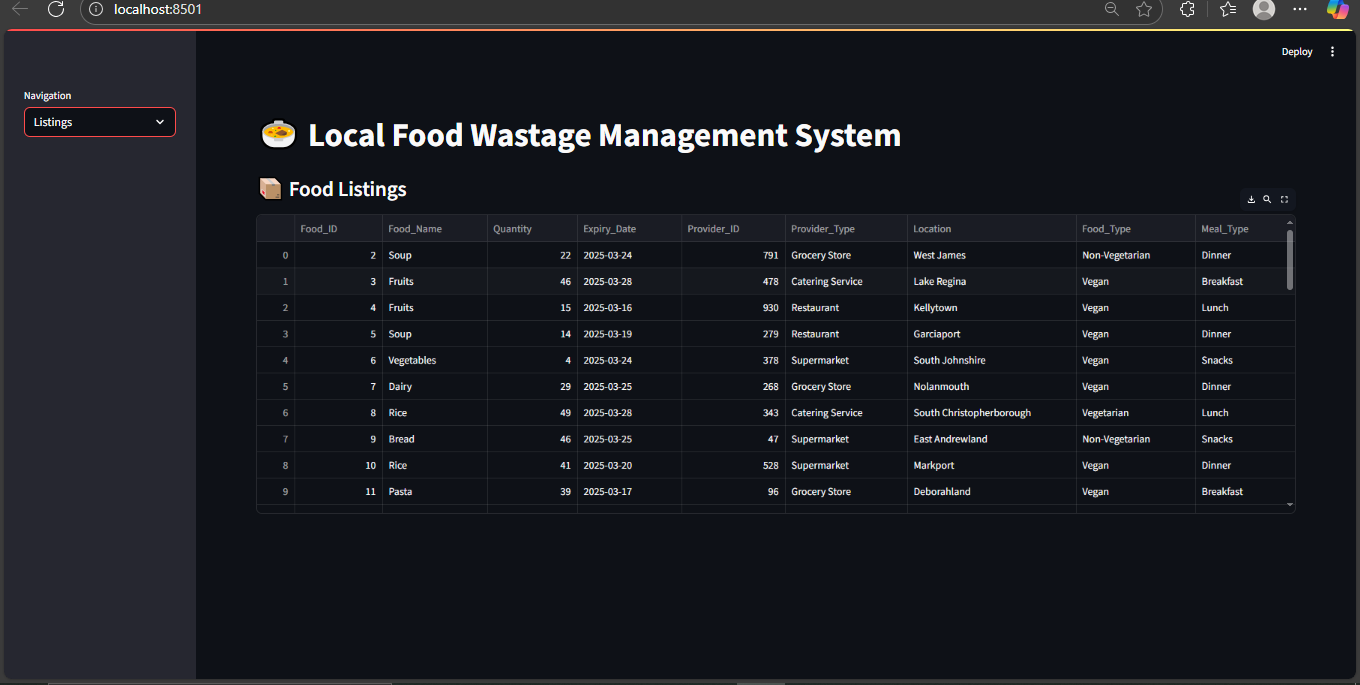 localhost:8501
Deploy
Navigation
Listings
Local Food Wastage Management System
Food Listings
Food_ID Food_Name Quantity Expiry_Date Provider_ID Provider_Type Location Food_Type Meal_Type
0 2 Soup 22 2025-03-24 791 Grocery Store West James Non-Vegetarian Dinner
1 3 Fruits 46 2025-03-28 478 Catering Service Lake Regina Vegan Breakfast
2 4 Fruits 15 2025-03-16 930 Restaurant Kellytown Vegan Lunch
3 5 Soup 14 2025-03-19 279 Restaurant Garciaport Vegan Dinner
4 6 Vegetables 4 2025-03-24 378 Supermarket South Johnshire Vegan Snacks
5 7 Dairy 29 2025-03-25 268 Grocery Store Nolanmouth Vegan Dinner
6 8 Rice 49 2025-03-28 343 Catering Service South Christopherborough Vegetarian Lunch
7 9 Bread 46 2025-03-25 47 Supermarket East Andrewland Non-Vegetarian Snacks
8 10 Rice 41 2025-03-20 528 Supermarket Markport Vegan Dinner
9 11 Pasta 39 2025-03-17 96 Grocery Store Deborahland Vegan Breakfast